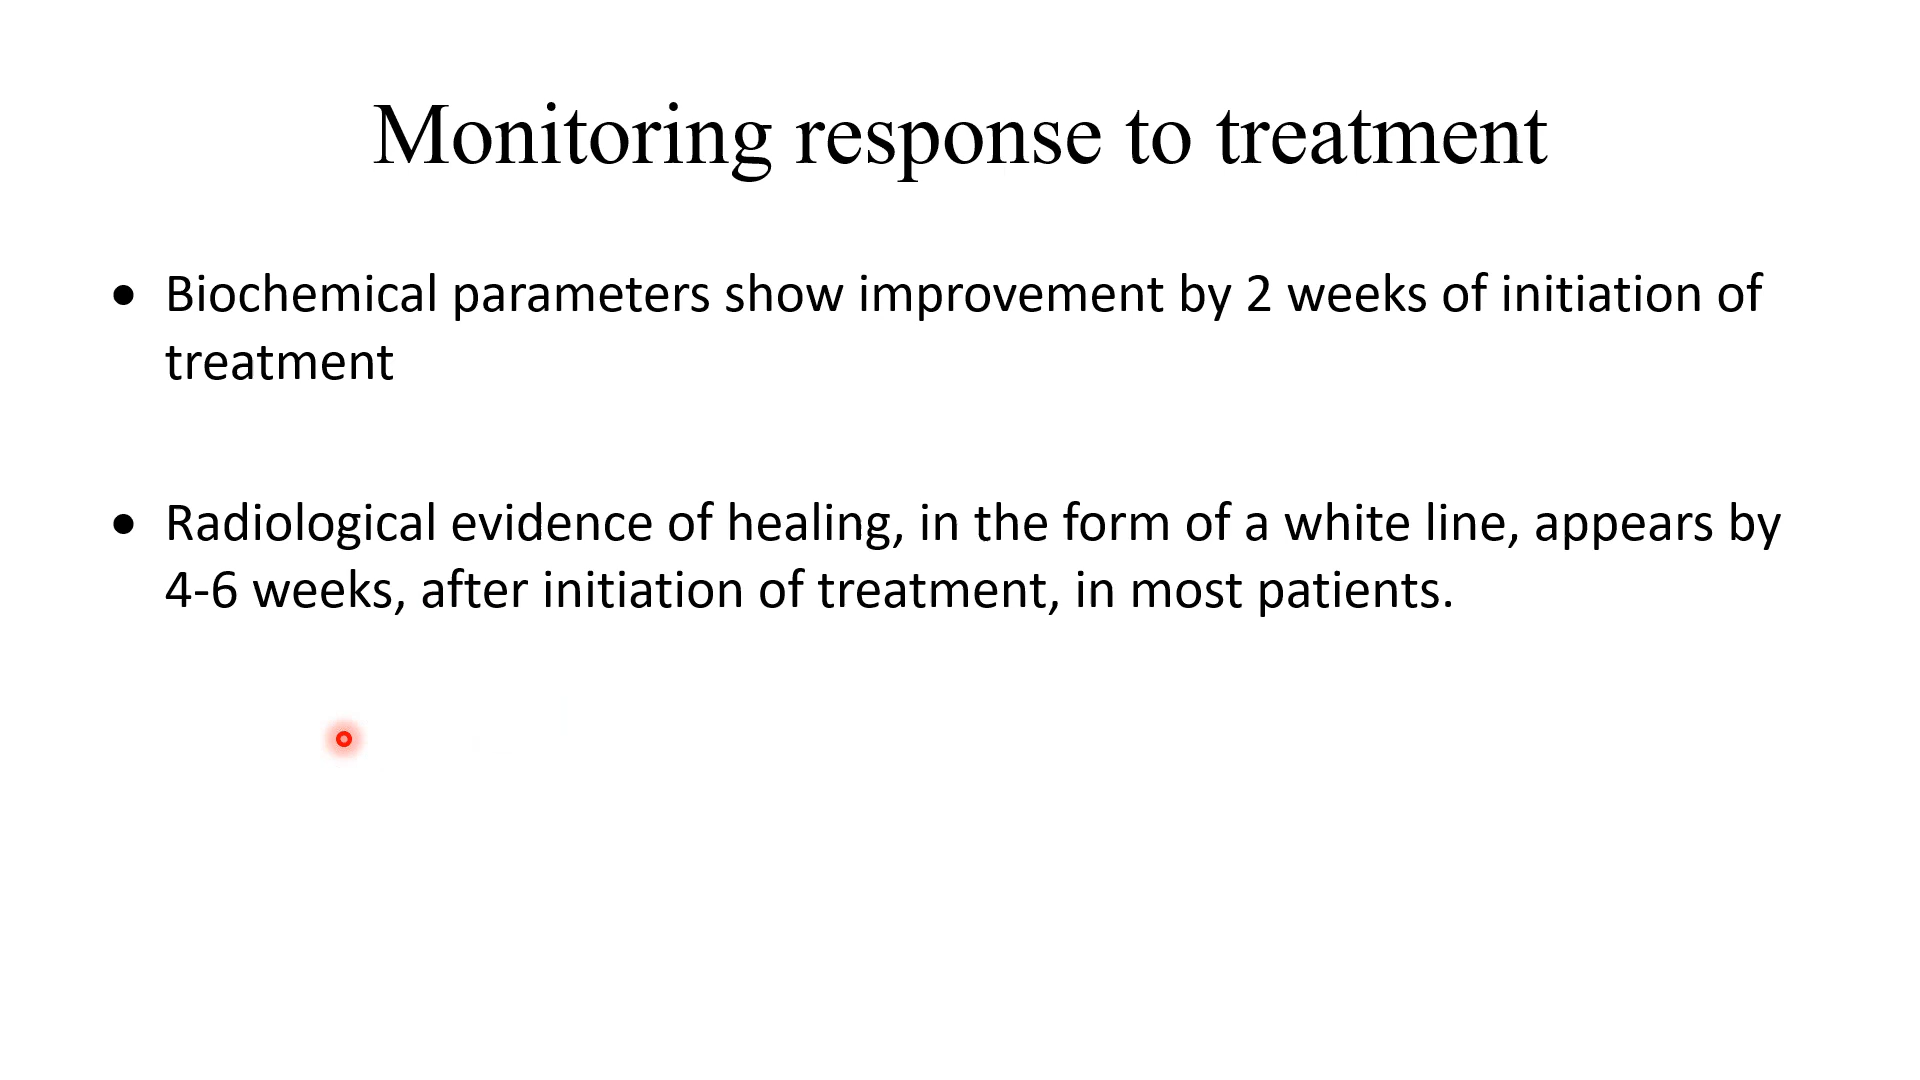 Monitoring response to treatment
• Biochemical parameters show improvement by 2 weeks of initiation of
treatment
• Radiological evidence of healing, in the form of a white line, appears by
4-6 weeks, after initiation of treatment, in most patients.